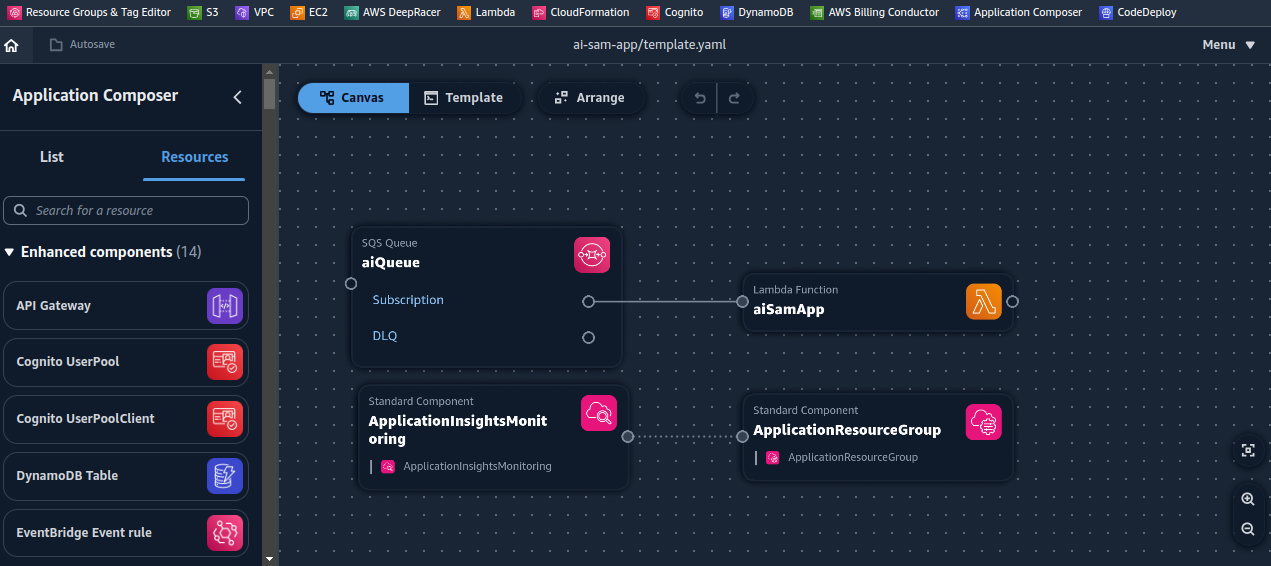 Resource Groups & Tag Editor S3 VPC EC2 AWS DeepRacer Lambda CloudFormation Cognito DynamoDB AWS Billing Conductor Application Composer CodeDeploy
Autosave ai-sam-app/template.yaml Menu
Application Composer
Canvas Template Arrange
List Resources
Search for a resource
Enhanced components (14)
API Gateway
Cognito UserPool
Cognito UserPoolClient
DynamoDB Table
EventBridge Event rule
SQS Queue
aiQueue
Subscription
DLQ
Lambda Function
aiSamApp
Standard Component
ApplicationInsightsMonit
oring
ApplicationInsightsMonitoring
Standard Component
ApplicationResourceGroup
ApplicationResourceGroup